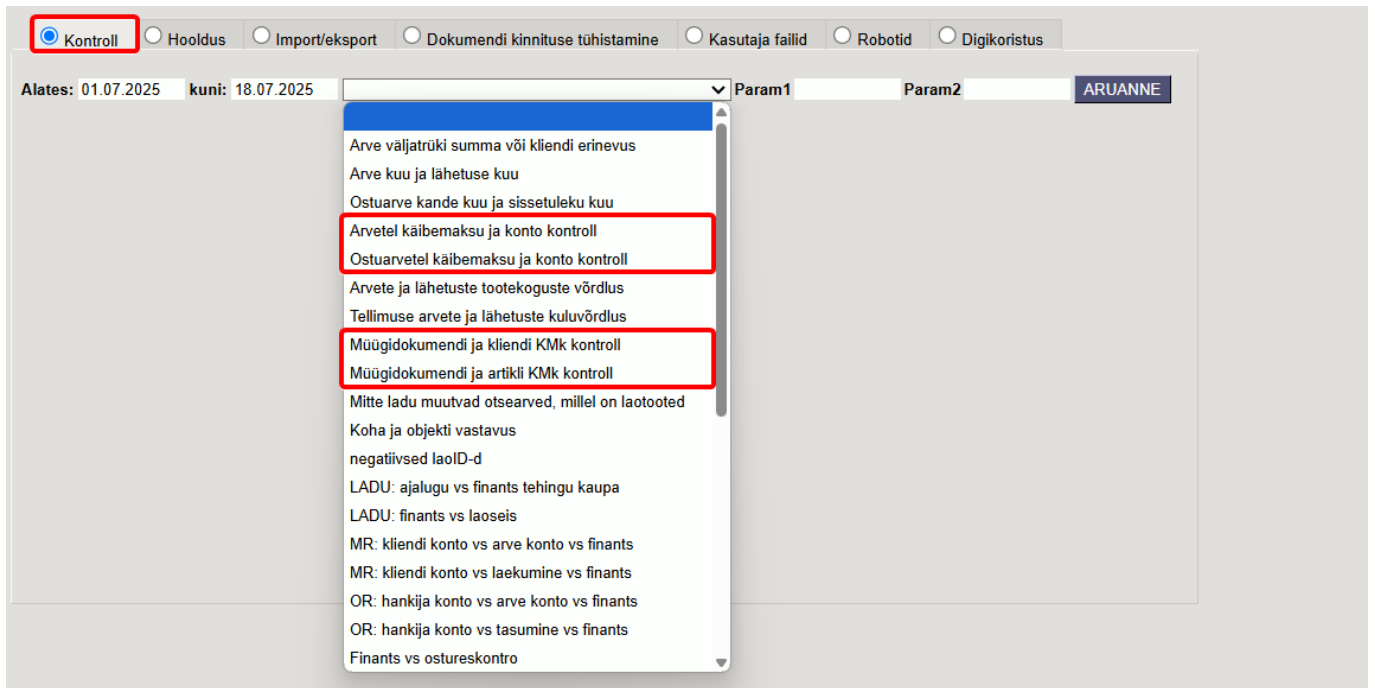 Kontroll Hooldus Import/eksport Dokumendi kinnituse tühistamine Kasutaja failid Robotid Digikoristus
Alates: 01.07.2025 kuni: 18.07.2025 Param1 Param2 ARUANNE
Arve väljatrüki summa või kliendi erinevus
Arve kuu ja lähetuse kuu
Ostuarve kande kuu ja sissetuleku kuu
Arvetel käibemaksu ja konto kontroll
Ostuarvetel käibemaksu ja konto kontroll
Arvete ja lähetuste tootekoguste võrdlus
Tellimuse arvete ja lähetuste kuluvõrdlus
Müügidokumendi ja kliendi KMk kontroll
Müügidokumendi ja artikli KMk kontroll
Mitte ladu muutvad otsearved, millel on laotooted
Koha ja objekti vastavus
negatiivsed laoID-d
LADU: ajalugu vs finants tehingu kaupa
LADU: finants vs laoseis
MR: kliendi konto vs arve konto vs finants
MR: kliendi konto vs laekumine vs finants
OR: hankija konto vs arve konto vs finants
OR: hankija konto vs tasumine vs finants
Finants vs ostureskontro